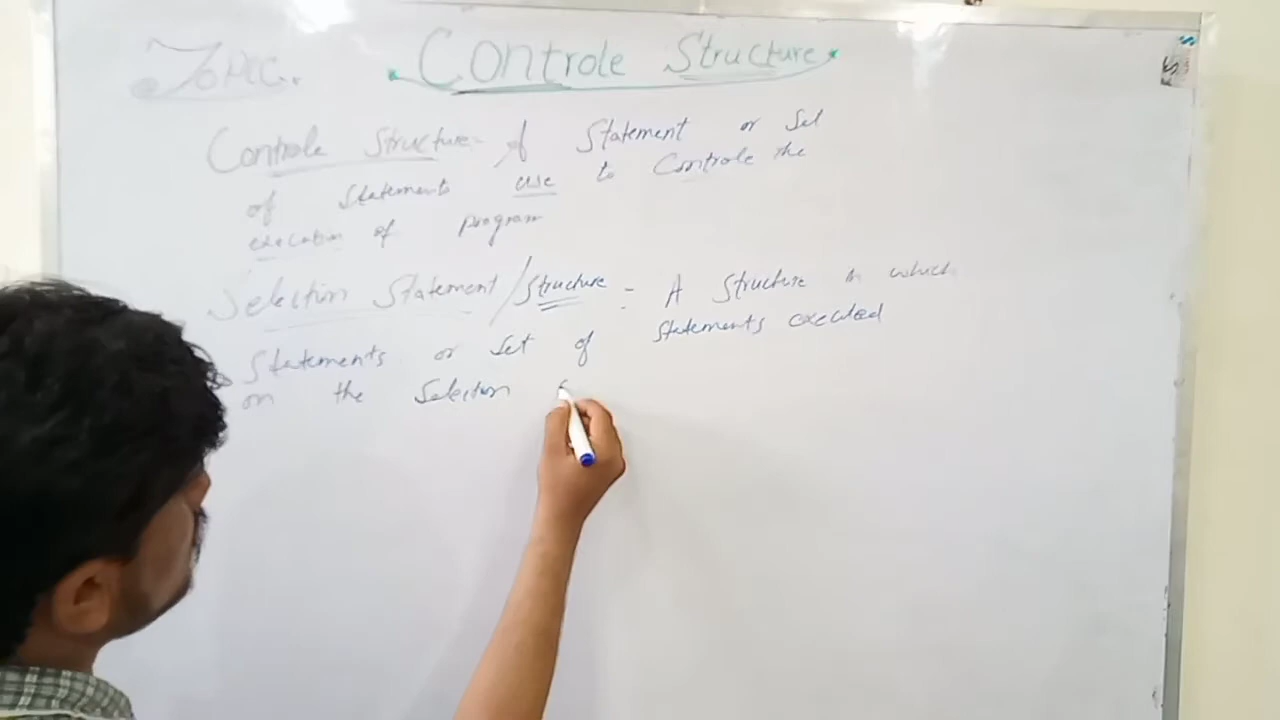 Topic. Controle Structure
Controle Structure:- of Statement or Set
of Statements use to Controle the
execution of program
Selection Statement/Structure = A Structure in which
Statements or Set of Statements executed
on the Selection